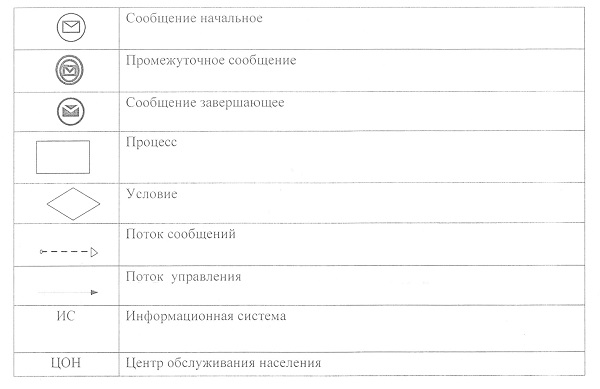 Сообщение начальное
Промежуточное сообщение
Сообщение завершающее
Процесс
Условие
Поток сообщений
Поток управления
ИС Информационная система
ЦОН Центр обслуживания населения